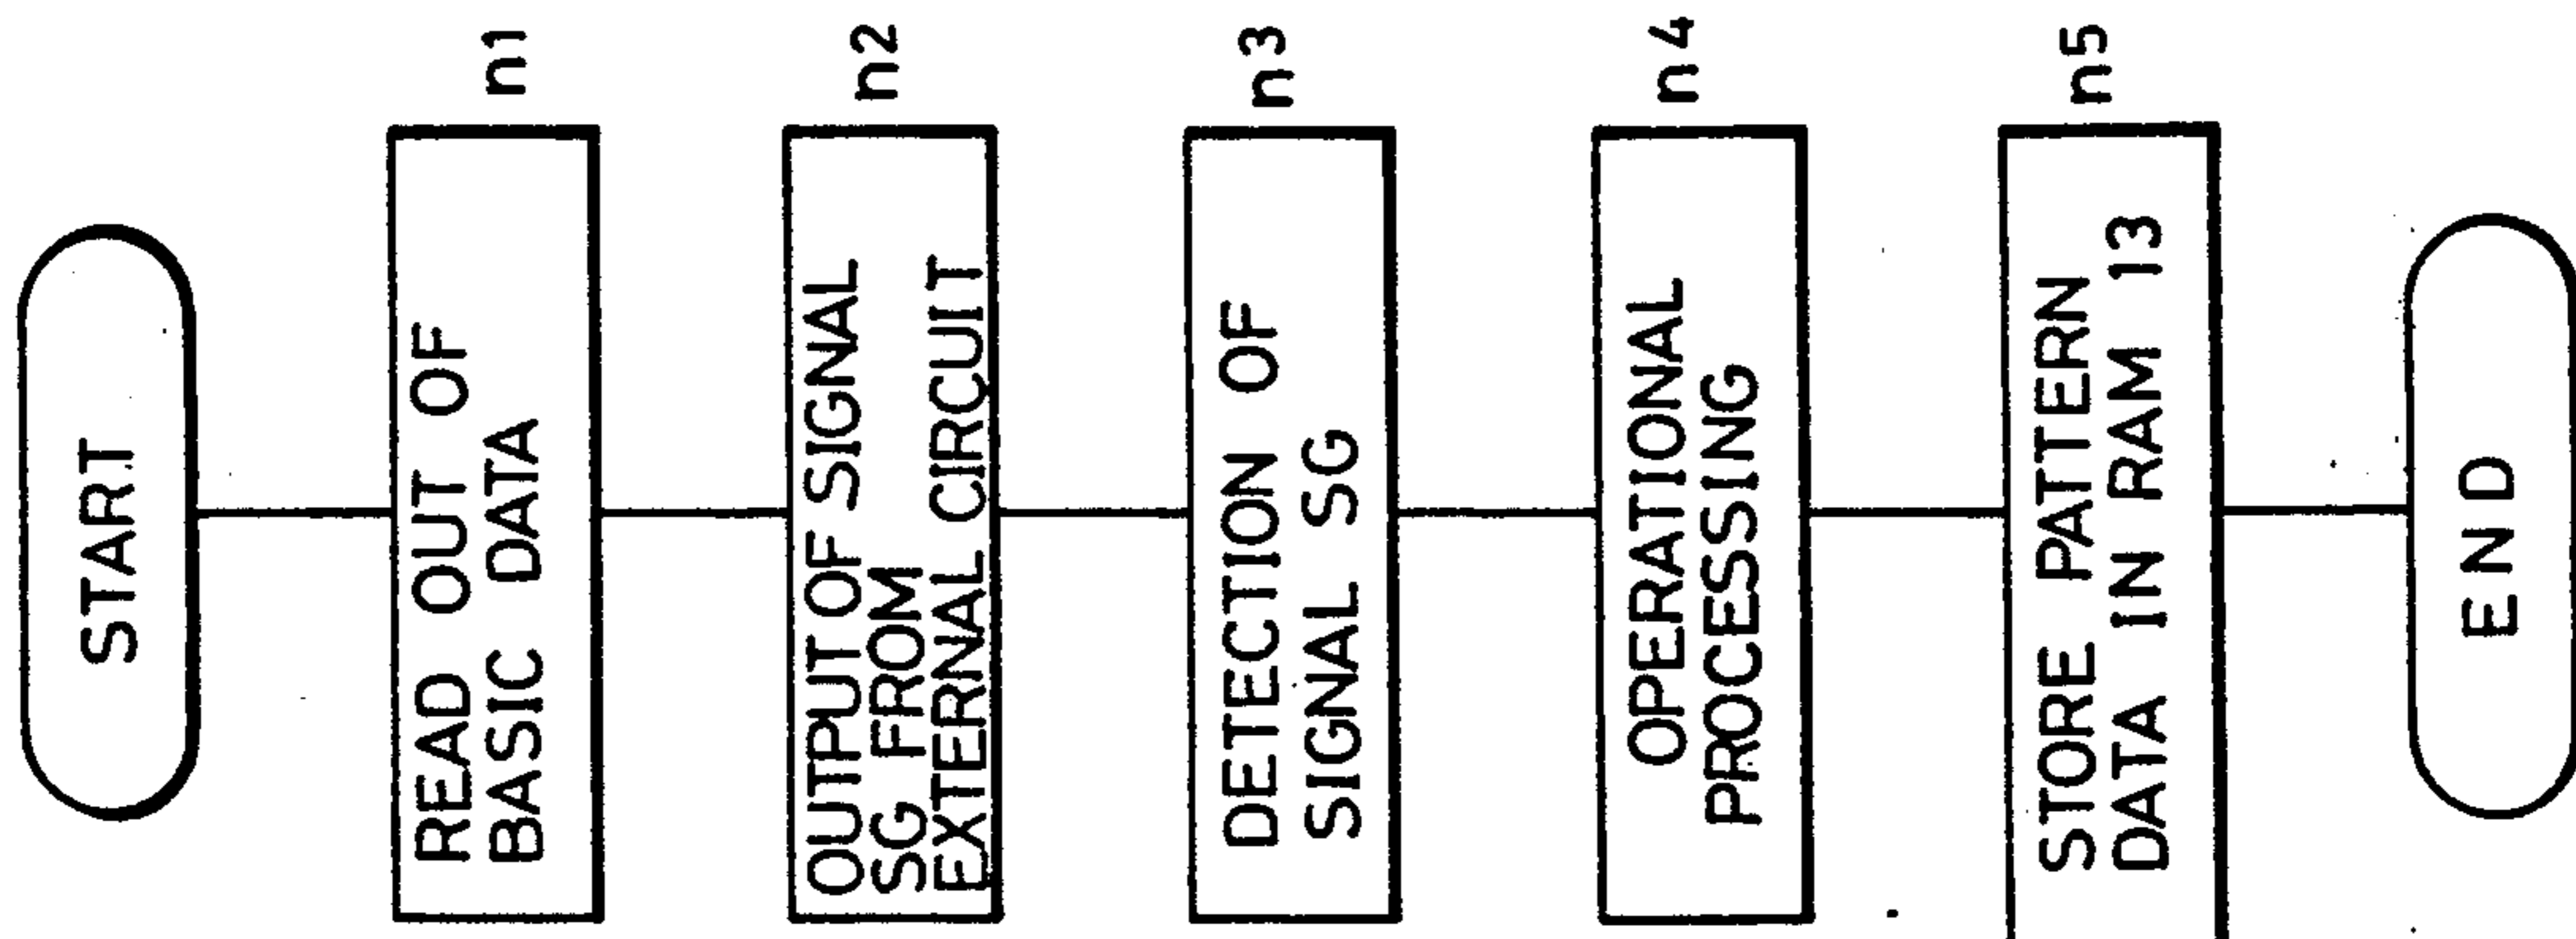 START
n1
READ OUT OF
BASIC DATA
n2
OUTPUT OF SIGNAL
SG FROM
EXTERNAL CIRCUIT
n3
DETECTION OF
SIGNAL SG
n4
OPERATIONAL
PROCESSING
n5
STORE PATTERN
DATA IN RAM 13
END